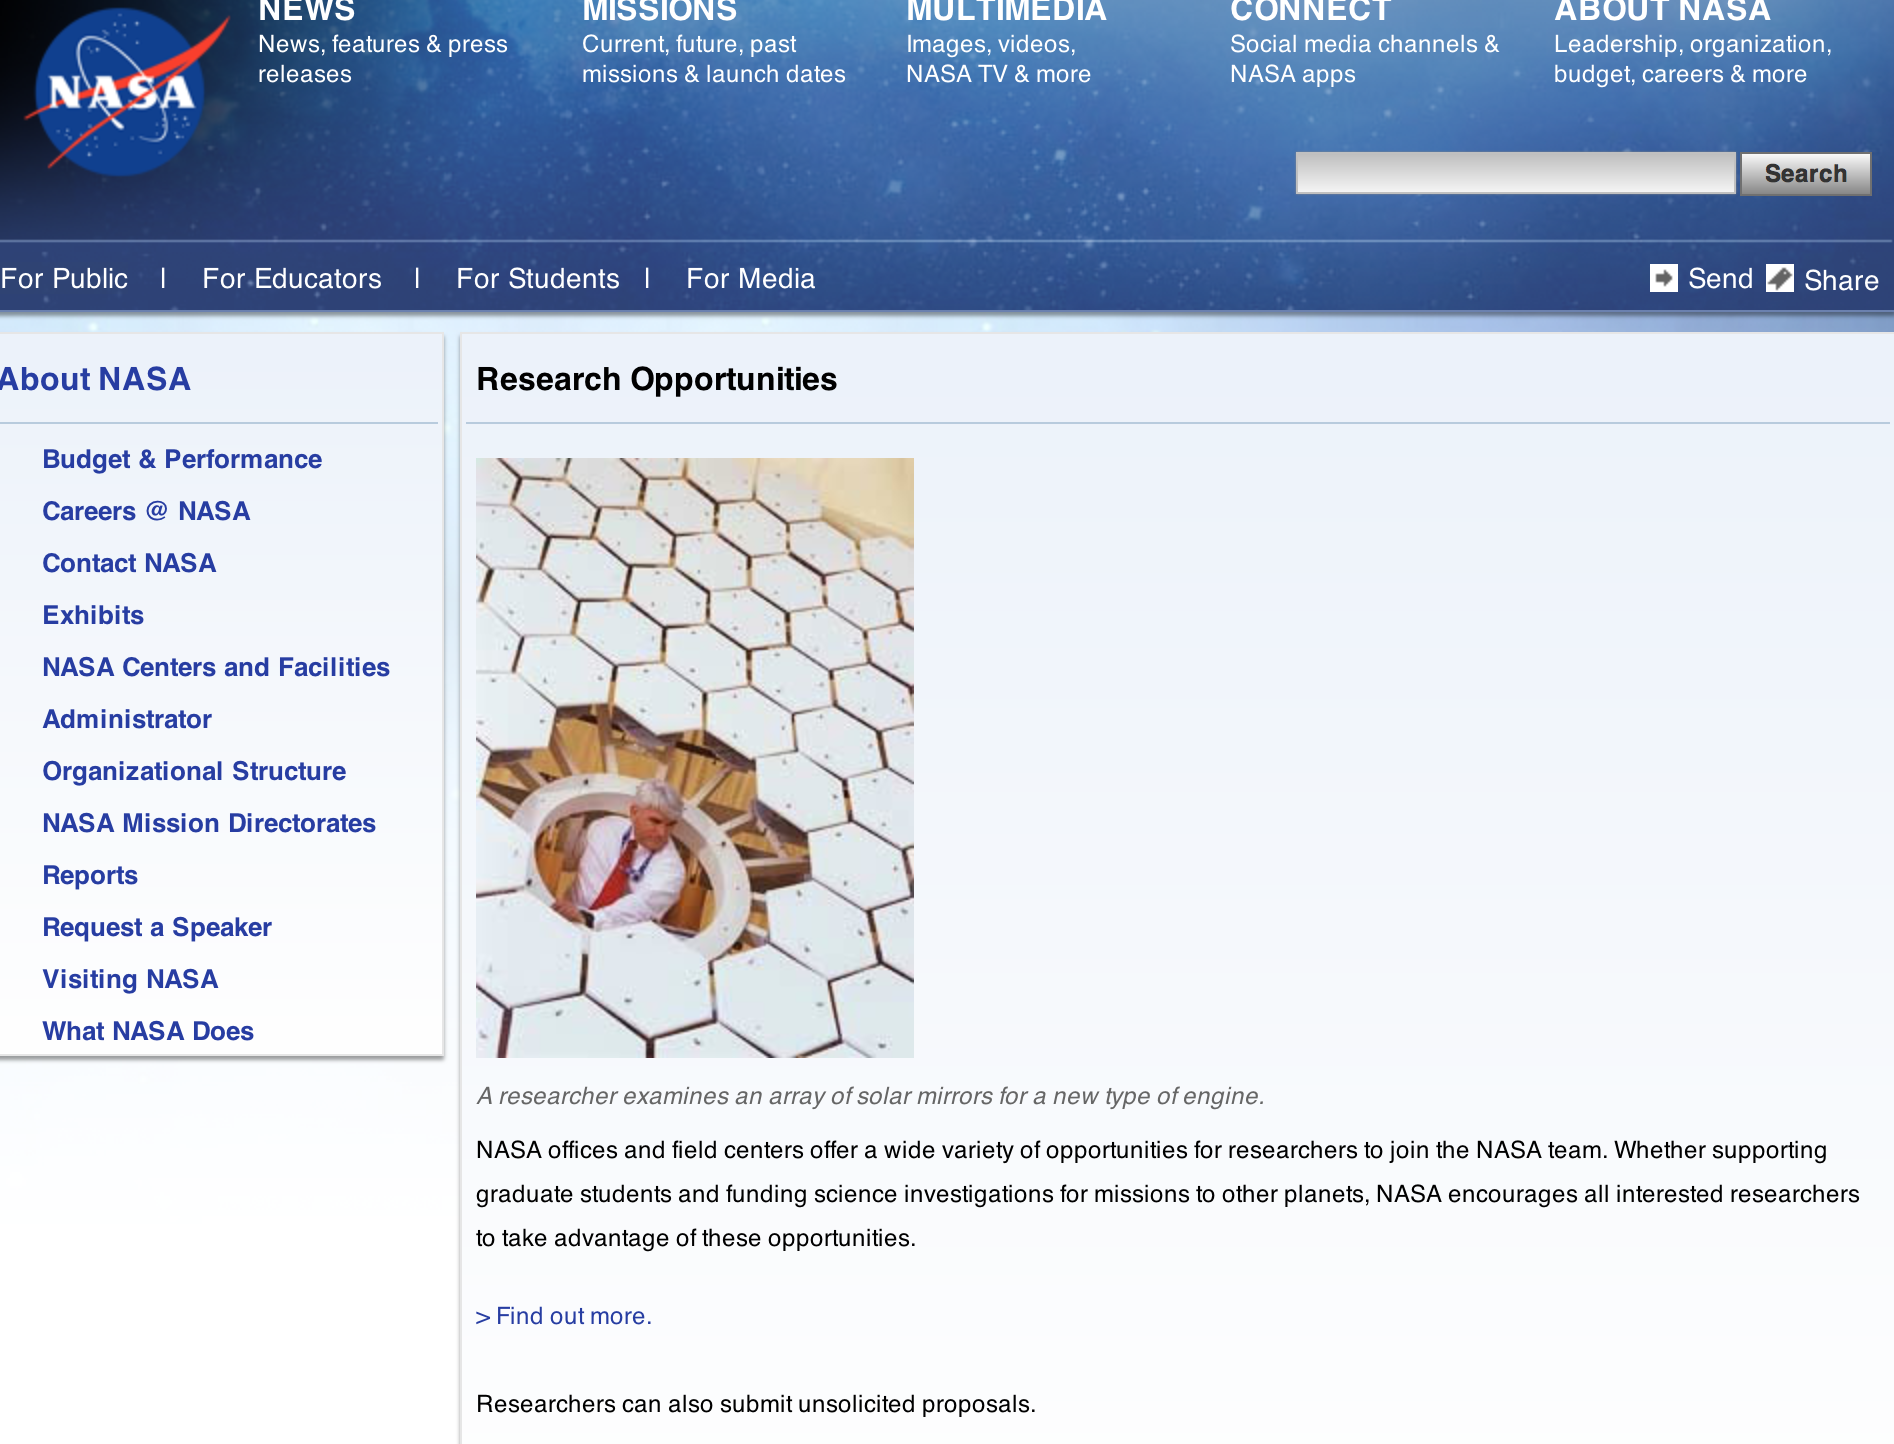 NASA
NEWS
News, features & press
releases
MISSIONS
Current, future, past
missions & launch dates
MULTIMEDIA
Images, videos,
NASA TV & more
CONNECT
Social media channels &
NASA apps
ABOUT NASA
Leadership, organization,
budget, careers & more
Search
For Public | For Educators | For Students | For Media
Send Share
About NASA
Budget & Performance
Careers @ NASA
Contact NASA
Exhibits
NASA Centers and Facilities
Administrator
Organizational Structure
NASA Mission Directorates
Reports
Request a Speaker
Visiting NASA
What NASA Does
Research Opportunities
A researcher examines an array of solar mirrors for a new type of engine.
NASA offices and field centers offer a wide variety of opportunities for researchers to join the NASA team. Whether supporting
graduate students and funding science investigations for missions to other planets, NASA encourages all interested researchers
to take advantage of these opportunities.
> Find out more.
Researchers can also submit unsolicited proposals.